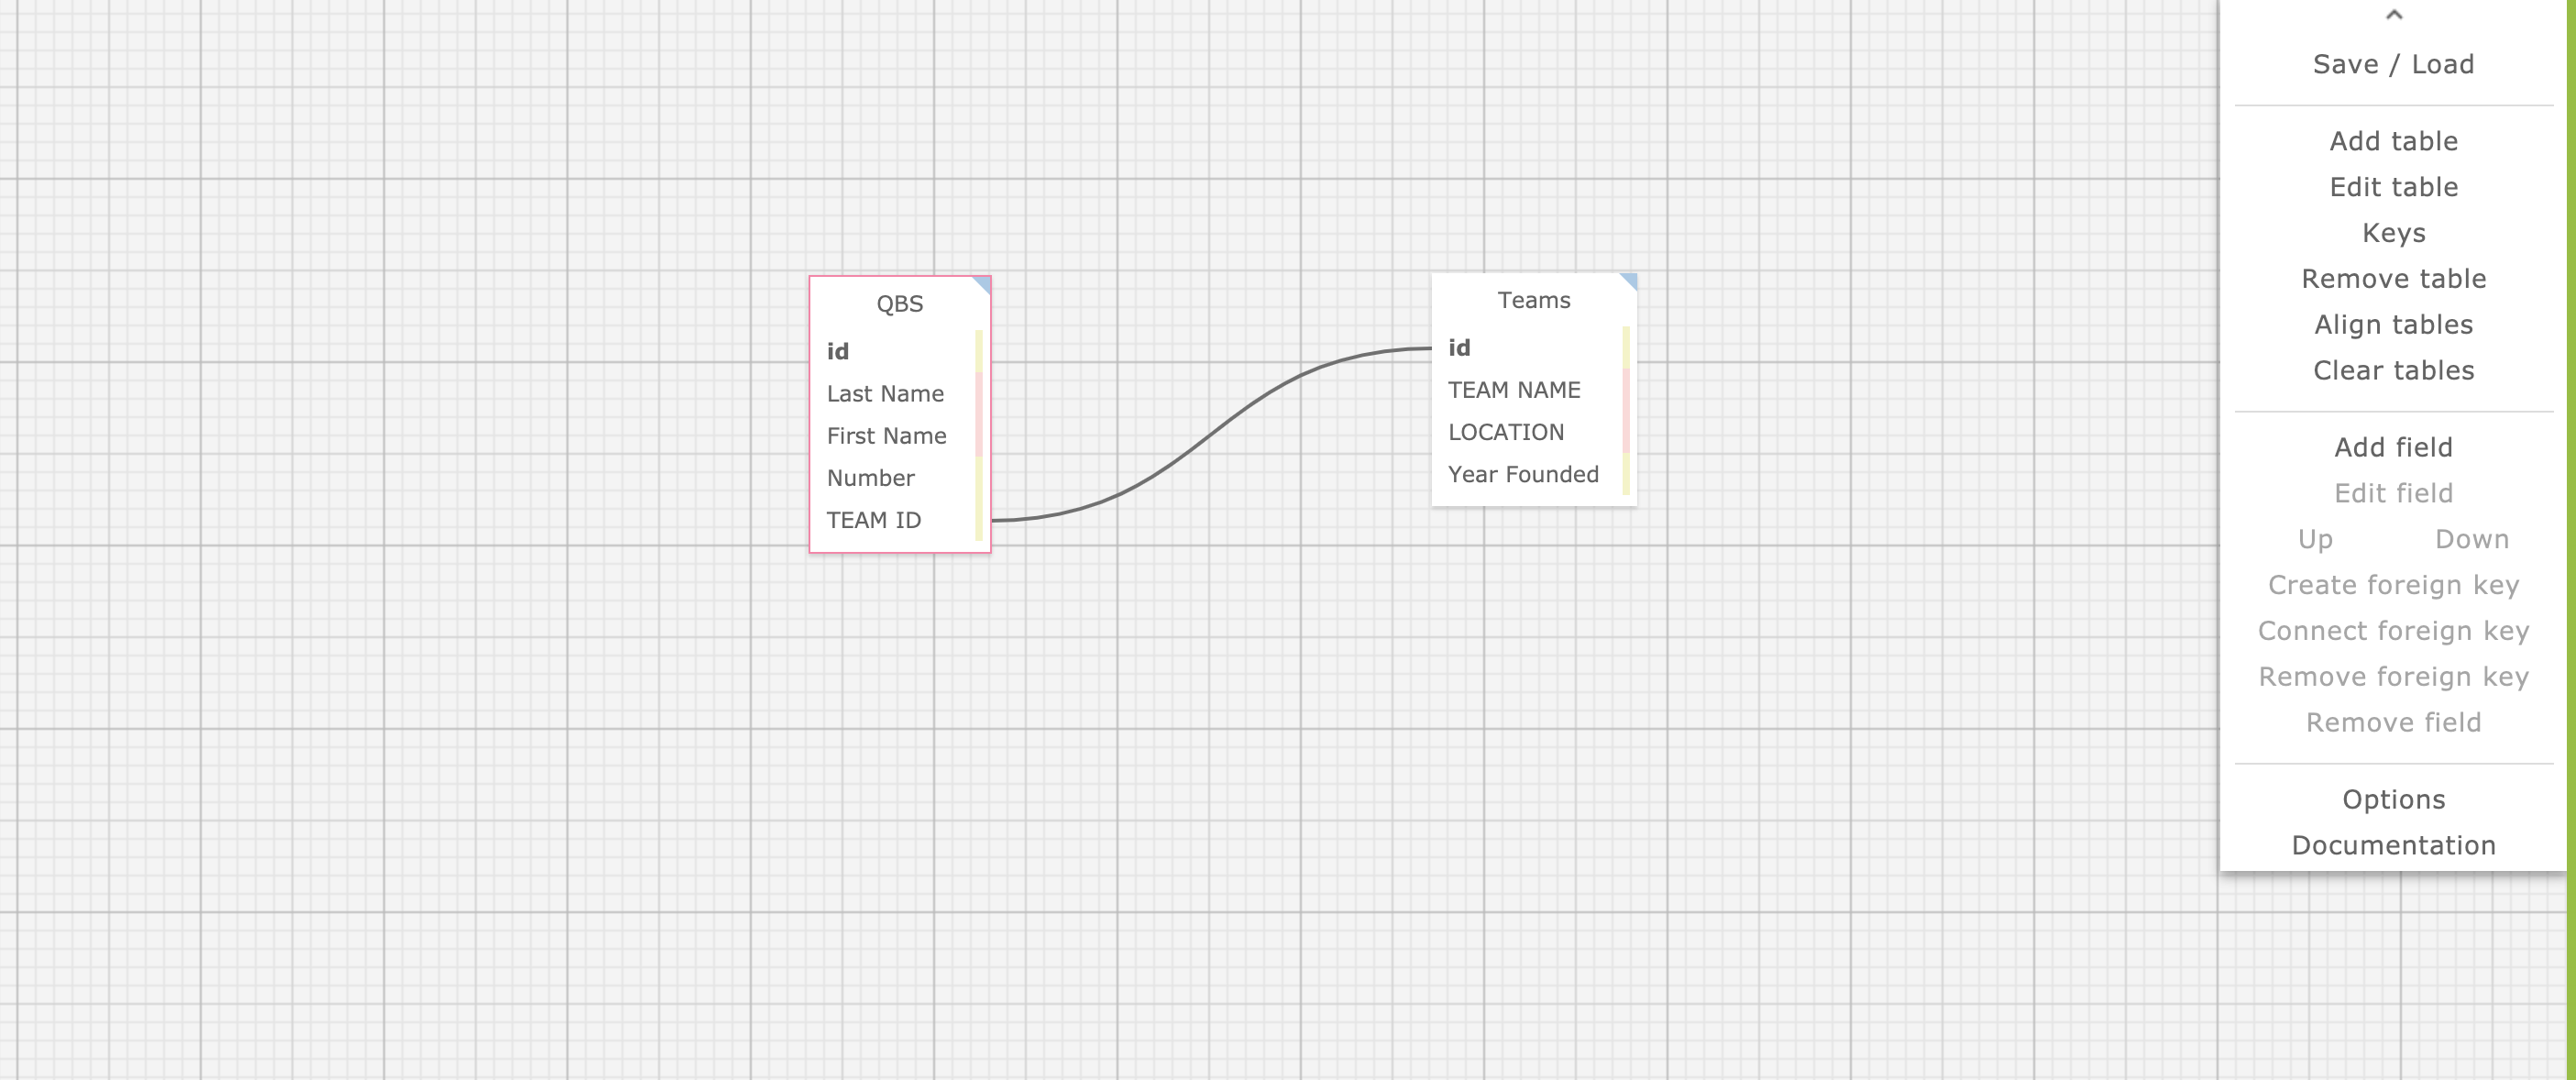 QBS
id
Last Name
First Name
Number
TEAM ID
Teams
id
TEAM NAME
LOCATION
Year Founded
Save / Load
Add table
Edit table
Keys
Remove table
Align tables
Clear tables
Add field
Edit field
Up Down
Create foreign key
Connect foreign key
Remove foreign key
Remove field
Options
Documentation